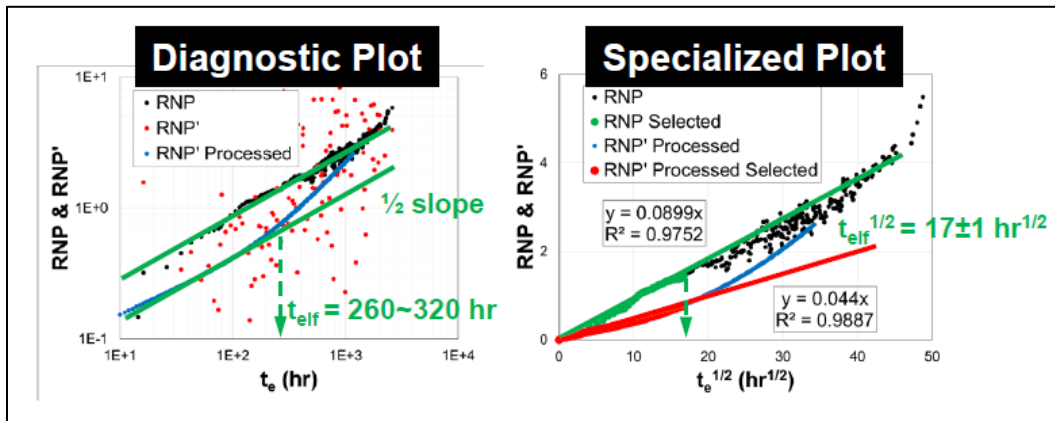 Diagnostic Plot
RNP & RNP'
1E+1
1E+0
1E-1
RNP
RNP'
RNP' Processed
½ slope
t_elf = 260~320 hr
1E+1
1E+2
1E+3
1E+4
t_e (hr)
Specialized Plot
RNP & RNP'
6
4
2
0
RNP
RNP Selected
RNP' Processed
RNP' Processed Selected
y = 0.0899x
R² = 0.9752
t_elf^1/2 = 17±1 hr^1/2
y = 0.044x
R² = 0.9887
0
10
20
30
40
50
t_e^1/2 (hr^1/2)